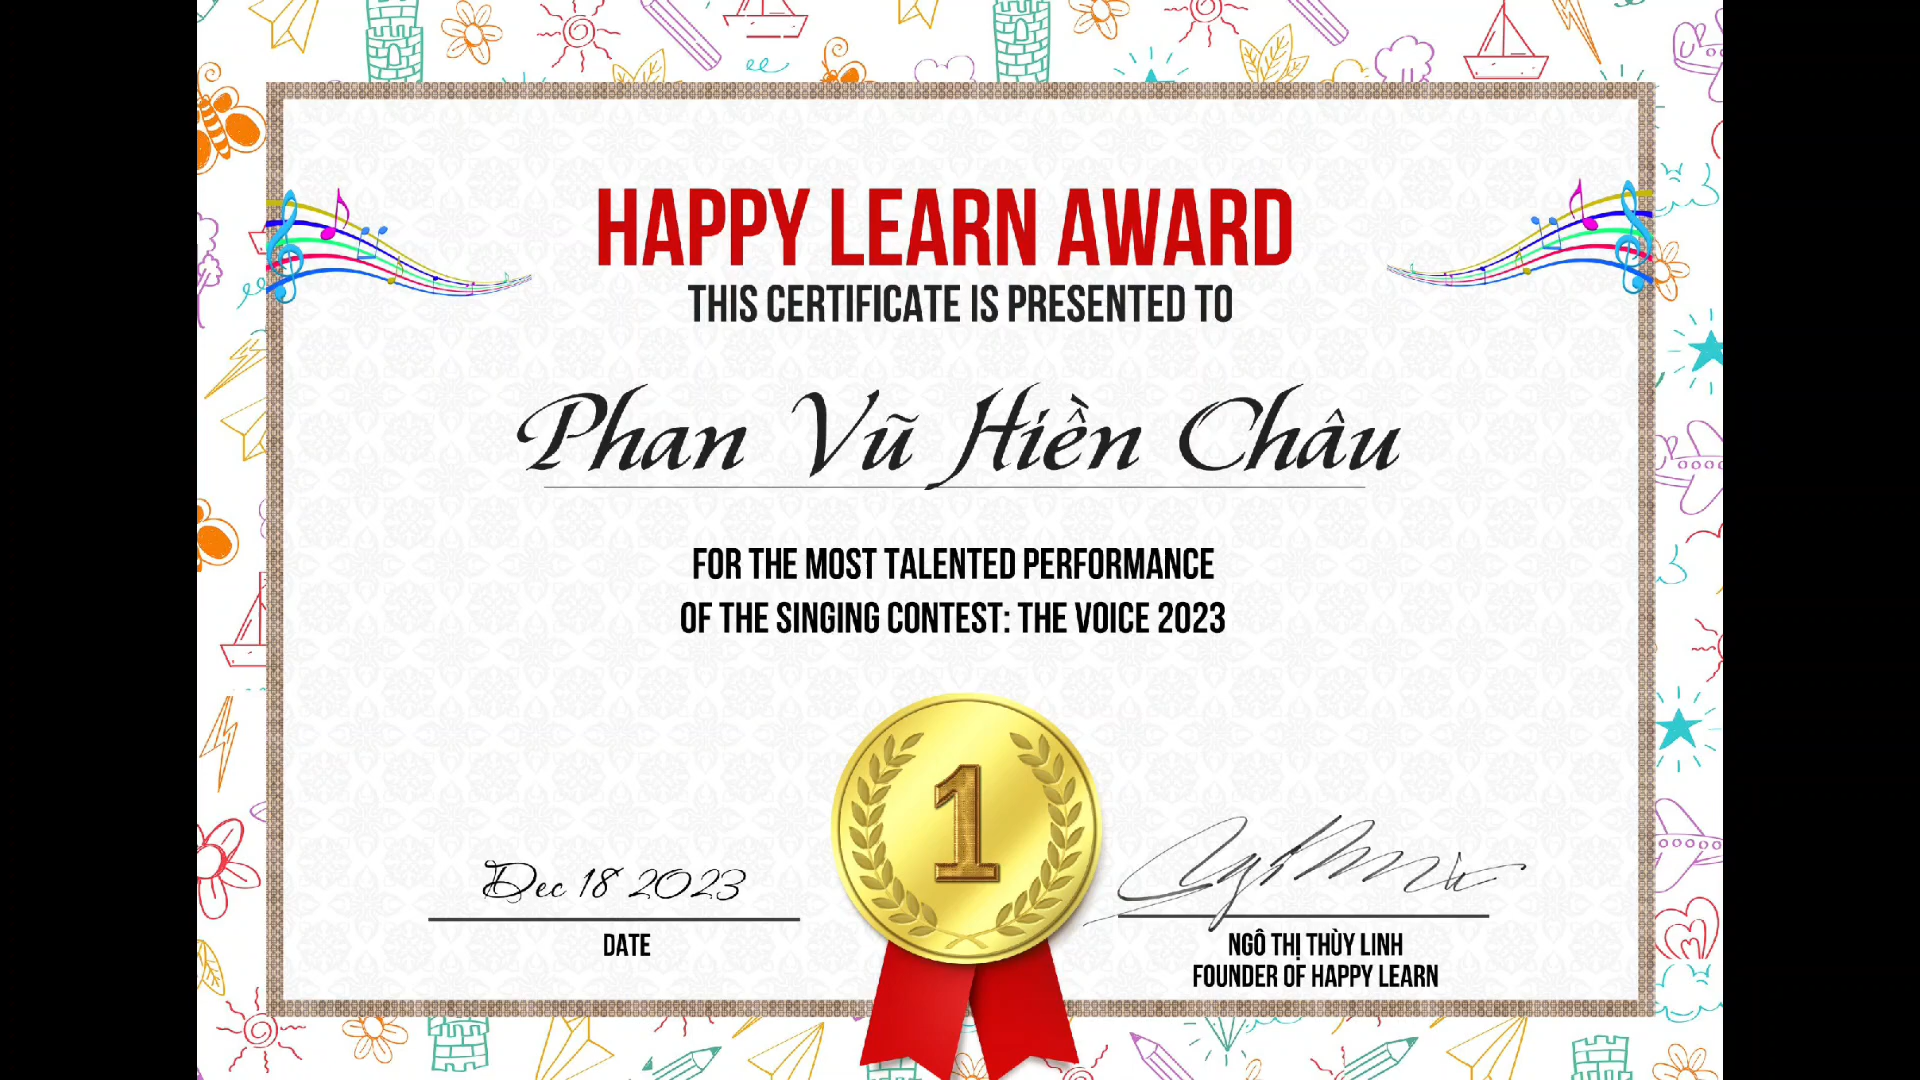 HAPPY LEARN AWARD
THIS CERTIFICATE IS PRESENTED TO
Phan Vũ Hiền Châu
FOR THE MOST TALENTED PERFORMANCE
OF THE SINGING CONTEST: THE VOICE 2023
1
Dec 18 2023
DATE
NGÔ THỊ THÙY LINH
FOUNDER OF HAPPY LEARN